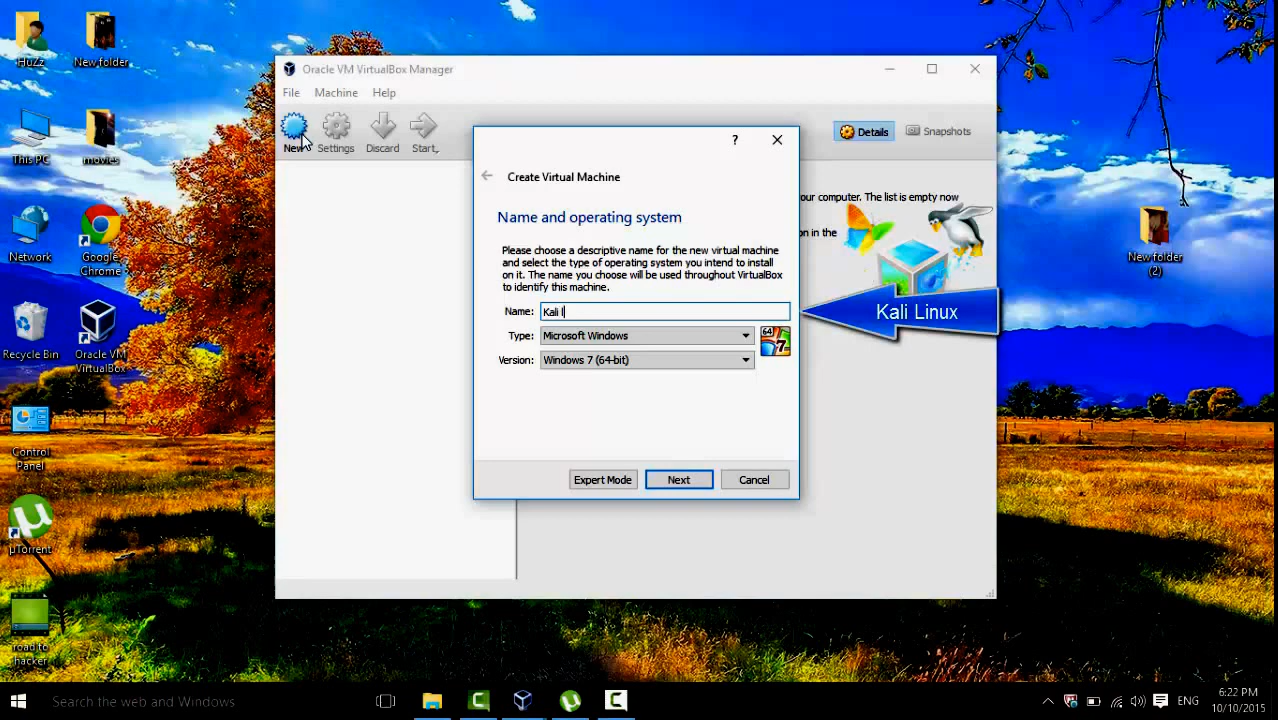 HuZz
New folder
This PC
movies
Network
Google
Chrome
Recycle Bin
Oracle VM
VirtualBox
Control
Panel
µTorrent
road to
hacker
Oracle VM VirtualBox Manager
File Machine Help
New Settings Discard Start
Details Snapshots
our computer. The list is empty now
on in the
?
Create Virtual Machine
Name and operating system
Please choose a descriptive name for the new virtual machine
and select the type of operating system you intend to install
on it. The name you choose will be used throughout VirtualBox
to identify this machine.
Name: Kali l
Type: Microsoft Windows
64
7
Version: Windows 7 (64-bit)
Expert Mode Next Cancel
Kali Linux
New folder
(2)
Search the web and Windows
ENG
6:22 PM
10/10/2015